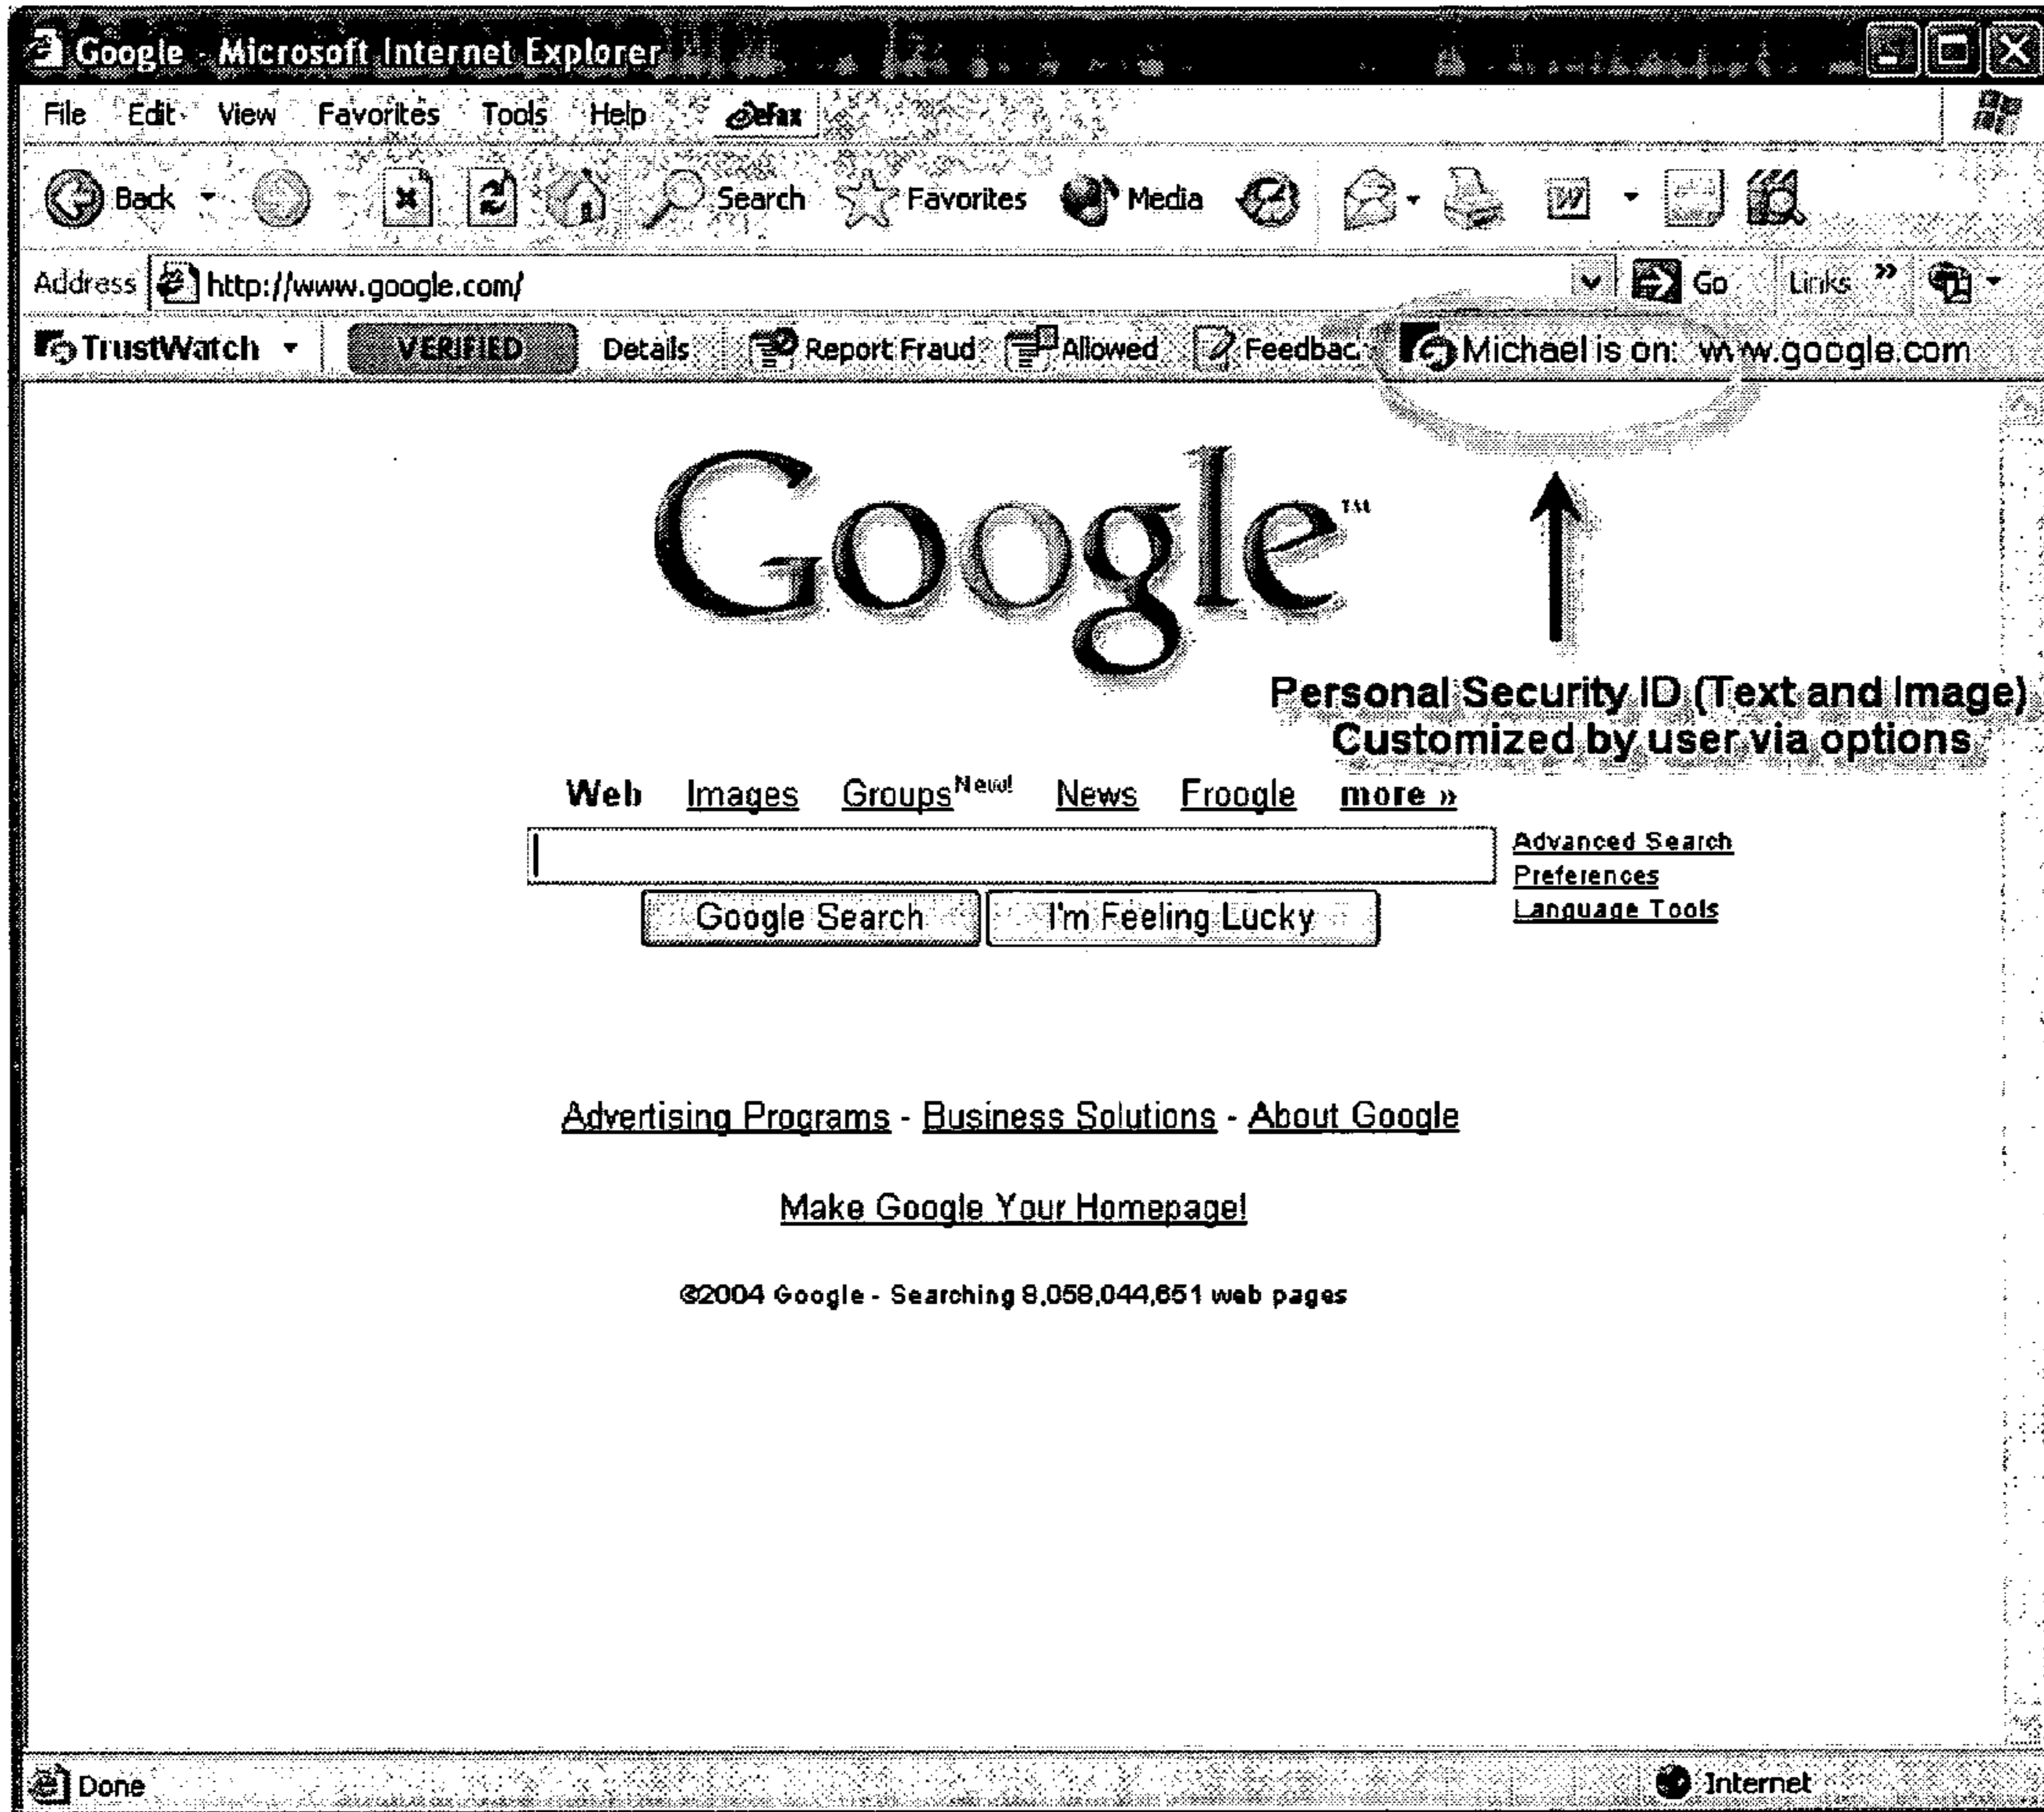 Google - Microsoft Internet Explorer
File Edit View Favorites Tools Help eFax
Back Search Favorites Media W
Address http://www.google.com/ Go Links »
TrustWatch VERIFIED Details Report Fraud Allowed Feedbac Michael is on: www.google.com
Google™
Personal Security ID (Text and Image)
Customized by user via options
Web Images Groups New! News Froogle more »
Advanced Search
Preferences
Language Tools
Google Search I'm Feeling Lucky
Advertising Programs - Business Solutions - About Google
Make Google Your Homepage!
©2004 Google - Searching 8,058,044,651 web pages
Done Internet